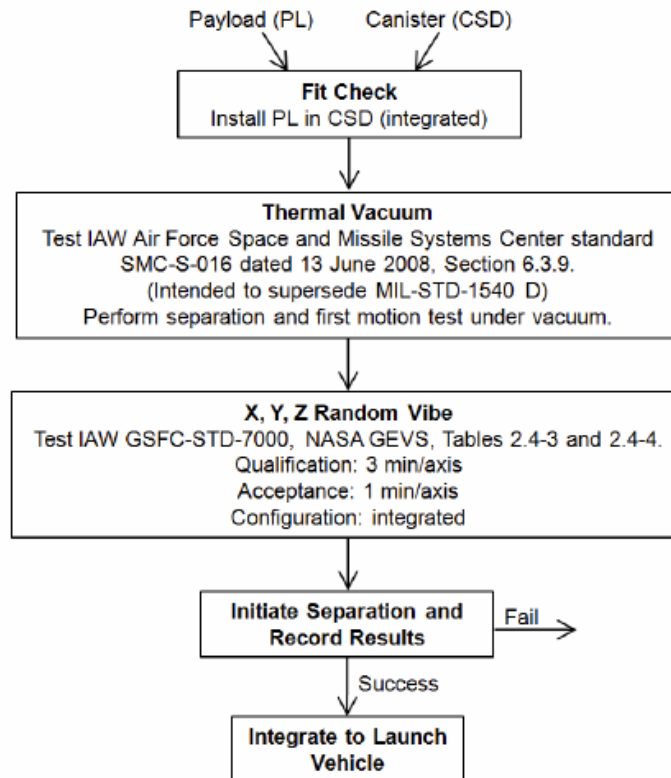 Payload (PL)
Canister (CSD)
Fit Check
Install PL in CSD (integrated)
Thermal Vacuum
Test IAW Air Force Space and Missile Systems Center standard
SMC-S-016 dated 13 June 2008, Section 6.3.9.
(Intended to supersede MIL-STD-1540 D)
Perform separation and first motion test under vacuum.
X, Y, Z Random Vibe
Test IAW GSFC-STD-7000, NASA GEVS, Tables 2.4-3 and 2.4-4.
Qualification: 3 min/axis
Acceptance: 1 min/axis
Configuration: integrated
Initiate Separation and
Record Results
Fail
Success
Integrate to Launch
Vehicle